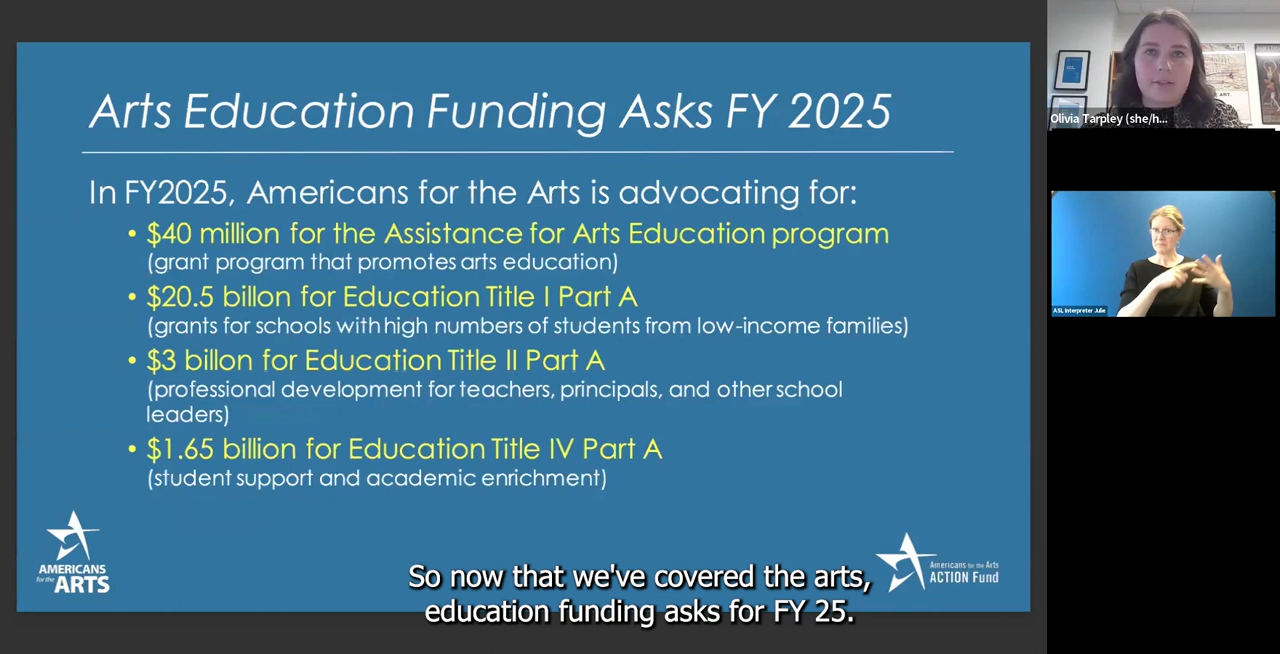 Arts Education Funding Asks FY 2025
In FY2025, Americans for the Arts is advocating for:
• $40 million for the Assistance for Arts Education program
(grant program that promotes arts education)
• $20.5 billon for Education Title I Part A
(grants for schools with high numbers of students from low-income families)
• $3 billon for Education Title II Part A
(professional development for teachers, principals, and other school
leaders)
• $1.65 billion for Education Title IV Part A
(student support and academic enrichment)
AMERICANS
for the ARTS
Americans for the Arts
ACTION Fund
So now that we've covered the arts,
education funding asks for FY 25.
Olivia Tarpley (she/h...
ASL Interpreter Julie